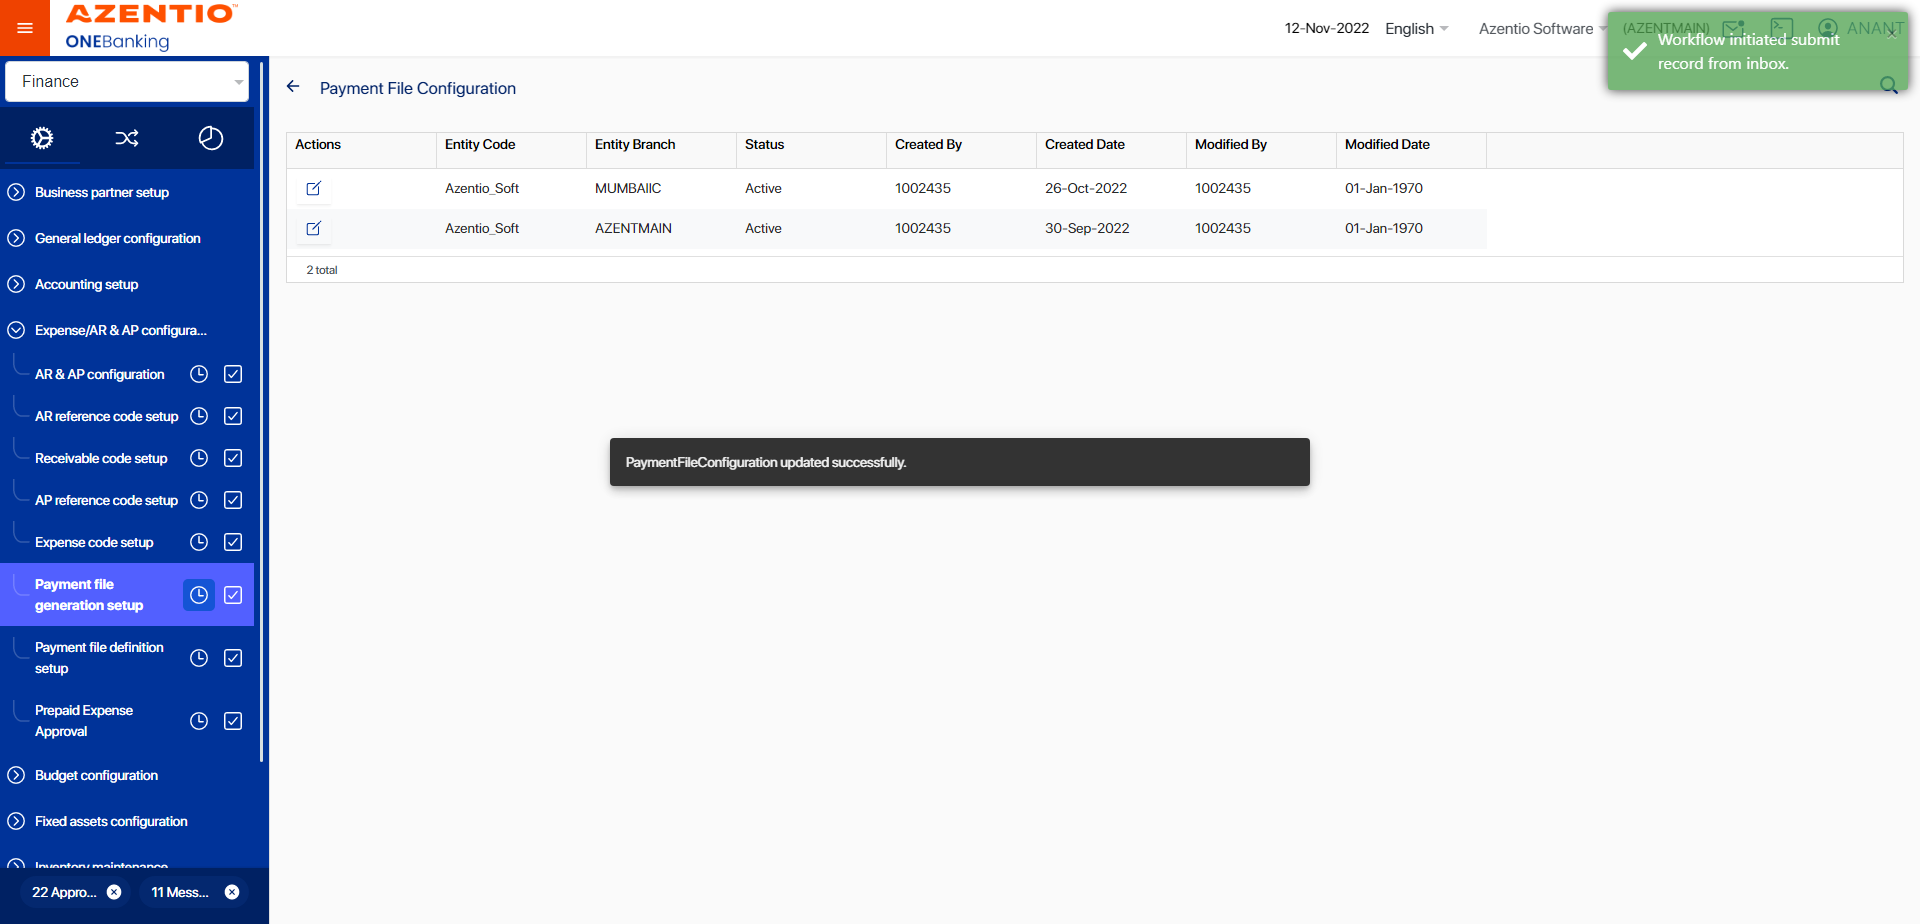 AZENTIO™
ONEBanking
12-Nov-2022 English Azentio Software (AZENTMAIN) ANANT
Workflow initiated submit
record from inbox.
Finance
Payment File Configuration
Actions Entity Code Entity Branch Status Created By Created Date Modified By Modified Date
Azentio_Soft MUMBAIIC Active 1002435 26-Oct-2022 1002435 01-Jan-1970
Azentio_Soft AZENTMAIN Active 1002435 30-Sep-2022 1002435 01-Jan-1970
2 total
PaymentFileConfiguration updated successfully.
Business partner setup
General ledger configuration
Accounting setup
Expense/AR & AP configura...
AR & AP configuration
AR reference code setup
Receivable code setup
AP reference code setup
Expense code setup
Payment file
generation setup
Payment file definition
setup
Prepaid Expense
Approval
Budget configuration
Fixed assets configuration
Inventory maintenance
22 Appro... 11 Mess...